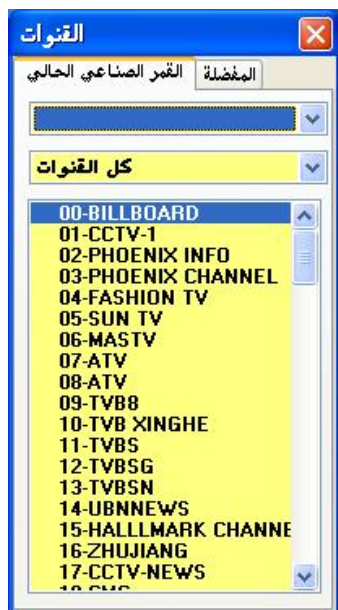 القنوات
القمر الصناعي الحالي
المفضلة
كل القنوات
00-BILLBOARD
01-CCTV-1
02-PHOENIX INFO
03-PHOENIX CHANNEL
04-FASHION TV
05-SUN TV
06-MASTV
07-ATV
08-ATV
09-TVB8
10-TVB XINGHE
11-TVBS
12-TVBSG
13-TVBSN
14-UBNNEWS
15-HALLLMARK CHANNE
16-ZHUJIANG
17-CCTV-NEWS